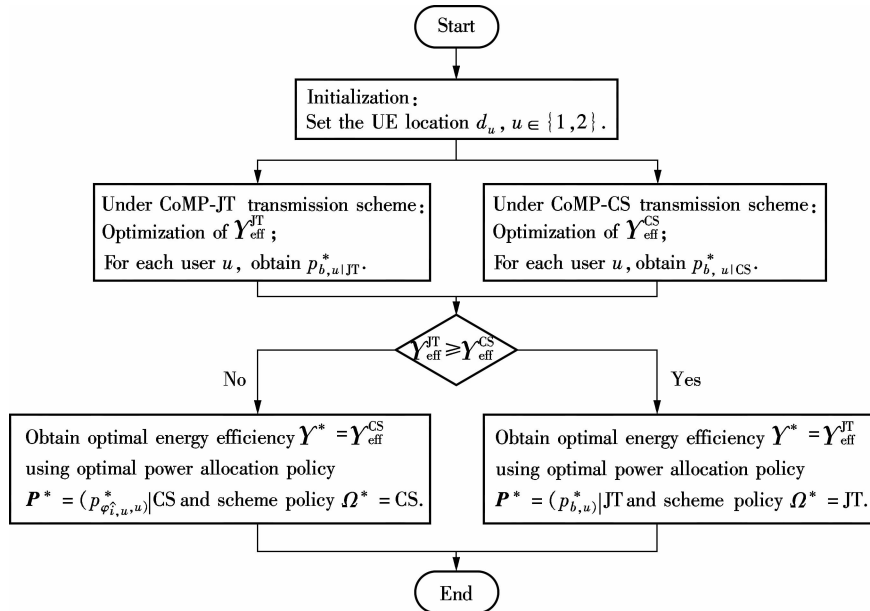 Start
Initialization:
Set the UE location d_u, u ∈ {1,2}.
Under CoMP-JT transmission scheme:
Optimization of Υ_eff^JT;
For each user u, obtain p*_{b,u|JT}.
Under CoMP-CS transmission scheme:
Optimization of Υ_eff^CS;
For each user u, obtain p*_{b, u|CS}.
Υ_eff^JT ≥ Υ_eff^CS
No
Yes
Obtain optimal energy efficiency Υ* = Υ_eff^CS
using optimal power allocation policy
P* = (p*_{φ_{î,u},u})|CS and scheme policy Ω* = CS.
Obtain optimal energy efficiency Υ* = Υ_eff^JT
using optimal power allocation policy
P* = (p*_{b,u})|JT and scheme policy Ω* = JT.
End